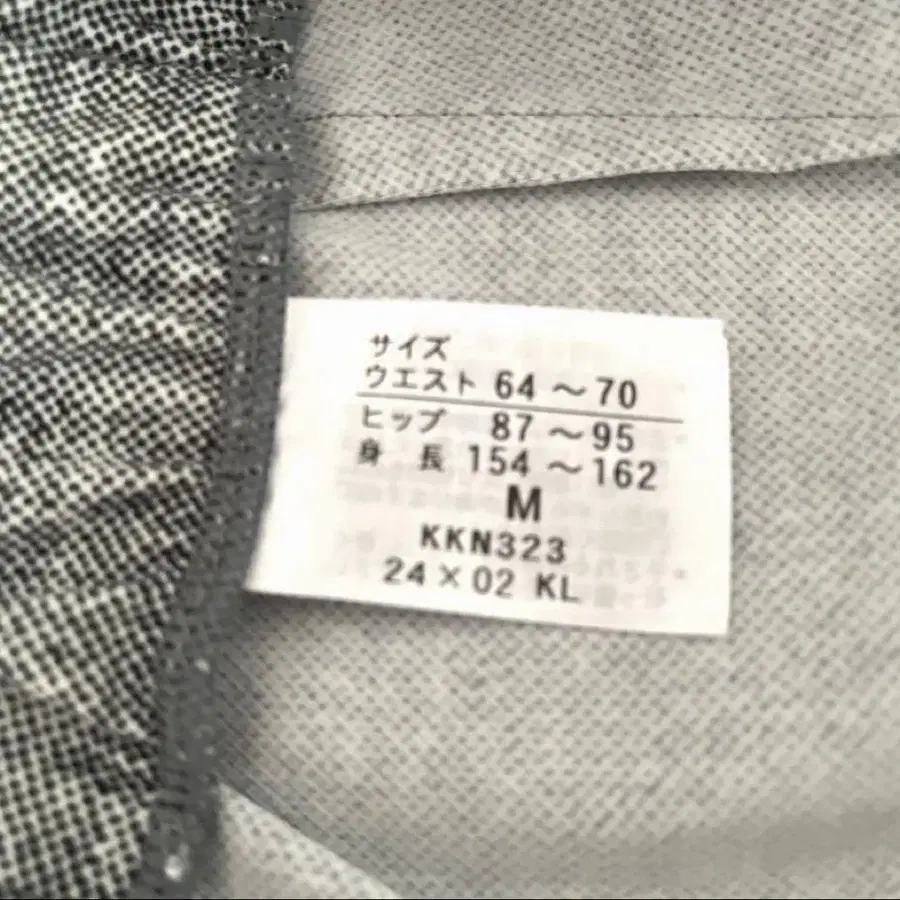 サイズ
ウエスト 64 ～ 70
ヒップ 87 ～ 95
身 長 154 ～ 162
M
KKN323
24 × 02 KL